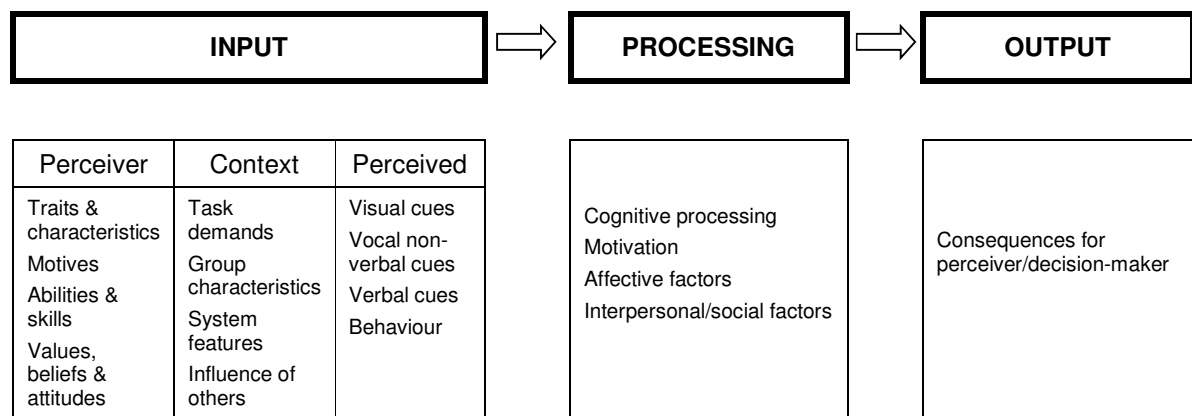 INPUT
PROCESSING
OUTPUT
Perceiver
Context
Perceived
Traits &
characteristics
Motives
Abilities &
skills
Values,
beliefs &
attitudes
Task
demands
Group
characteristics
System
features
Influence of
others
Visual cues
Vocal non-
verbal cues
Verbal cues
Behaviour
Cognitive processing
Motivation
Affective factors
Interpersonal/social factors
Consequences for
perceiver/decision-maker